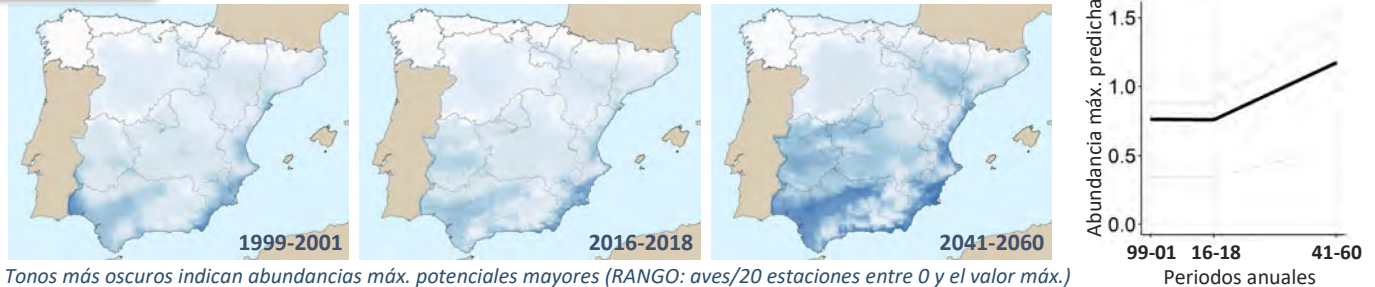 1999-2001
2016-2018
2041-2060
Tonos más oscuros indican abundancias máx. potenciales mayores (RANGO: aves/20 estaciones entre 0 y el valor máx.)
Abundancia máx. predicha
1.5
1.0
0.5
0.0
99-01 16-18 41-60
Periodos anuales